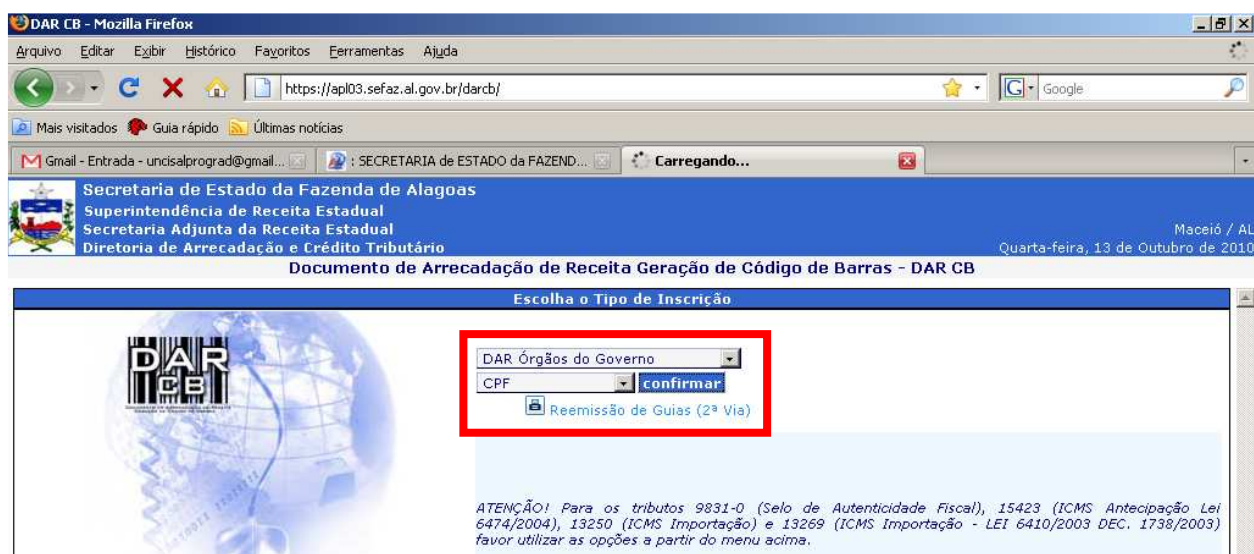 DAR CB - Mozilla Firefox
Arquivo Editar Exibir Histórico Favoritos Ferramentas Ajuda
https://apl03.sefaz.al.gov.br/darcb/
Google
Mais visitados Guia rápido Últimas notícias
Gmail - Entrada - uncisalprograd@gmail... : SECRETARIA de ESTADO da FAZEND... Carregando...
Secretaria de Estado da Fazenda de Alagoas
Superintendência de Receita Estadual
Secretaria Adjunta da Receita Estadual
Maceió / AL
Diretoria de Arrecadação e Crédito Tributário
Quarta-feira, 13 de Outubro de 2010
Documento de Arrecadação de Receita Geração de Código de Barras - DAR CB
Escolha o Tipo de Inscrição
DAR
CB
DAR Órgãos do Governo
CPF confirmar
Reemissão de Guias (2ª Via)
ATENÇÃO! Para os tributos 9831-0 (Selo de Autenticidade Fiscal), 15423 (ICMS Antecipação Lei
6474/2004), 13250 (ICMS Importação) e 13269 (ICMS Importação - LEI 6410/2003 DEC. 1738/2003)
favor utilizar as opções a partir do menu acima.